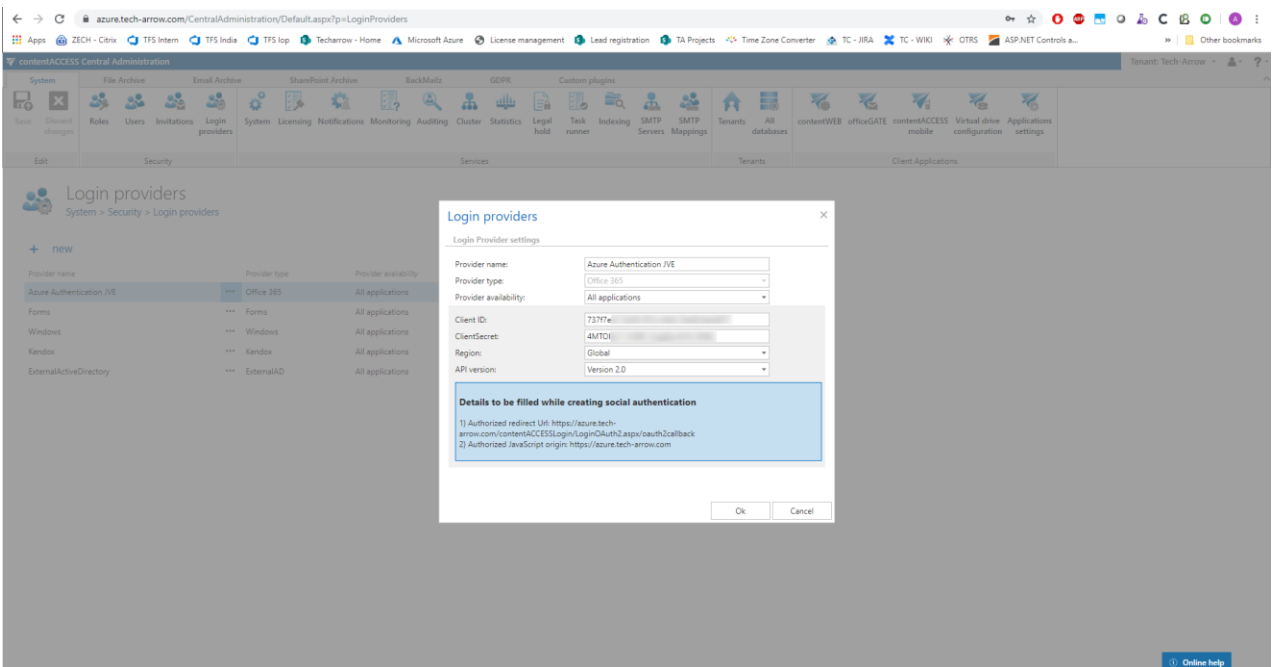 azure.tech-arrow.com/CentralAdministration/Default.aspx?p=LoginProviders
Apps ZECH - Citrix TFS Intern TFS India TFS Iop Techarrow - Home Microsoft Azure License management Lead registration TA Projects Time Zone Converter TC - JIRA TC - WIKI OTRS ASP.NET Controls a... » Other bookmarks
contentACCESS Central Administration Tenant: Tech-Arrow ?
System File Archive Email Archive SharePoint Archive BackMailz GDPR Custom plugins
Save Discard changes Roles Users Invitations Login providers System Licensing Notifications Monitoring Auditing Cluster Statistics Legal hold Task runner Indexing SMTP Servers SMTP Mappings Tenants All databases contentWEB officeGATE contentACCESS mobile Virtual drive configuration Applications settings
Edit Security Services Tenants Client Applications
Login providers
System > Security > Login providers
+ new
Provider name Provider type Provider availability
Azure Authentication JVE ••• Office 365 All applications
Forms ••• Forms All applications
Windows ••• Windows All applications
Kendox ••• Kendox All applications
ExternalActiveDirectory ••• ExternalAD All applications
Login providers
Login Provider settings
Provider name: Azure Authentication JVE
Provider type: Office 365
Provider availability: All applications
Client ID: 737f7e
ClientSecret:
Region: Global
API version: Version 2.0
Details to be filled while creating social authentication
1) Authorized redirect Url: https://azure.tech-
arrow.com/contentACCESSLogin/LoginOAuth2.aspx/oauth2callback
2) Authorized JavaScript origin: https://azure.tech-arrow.com
Ok Cancel
Online help